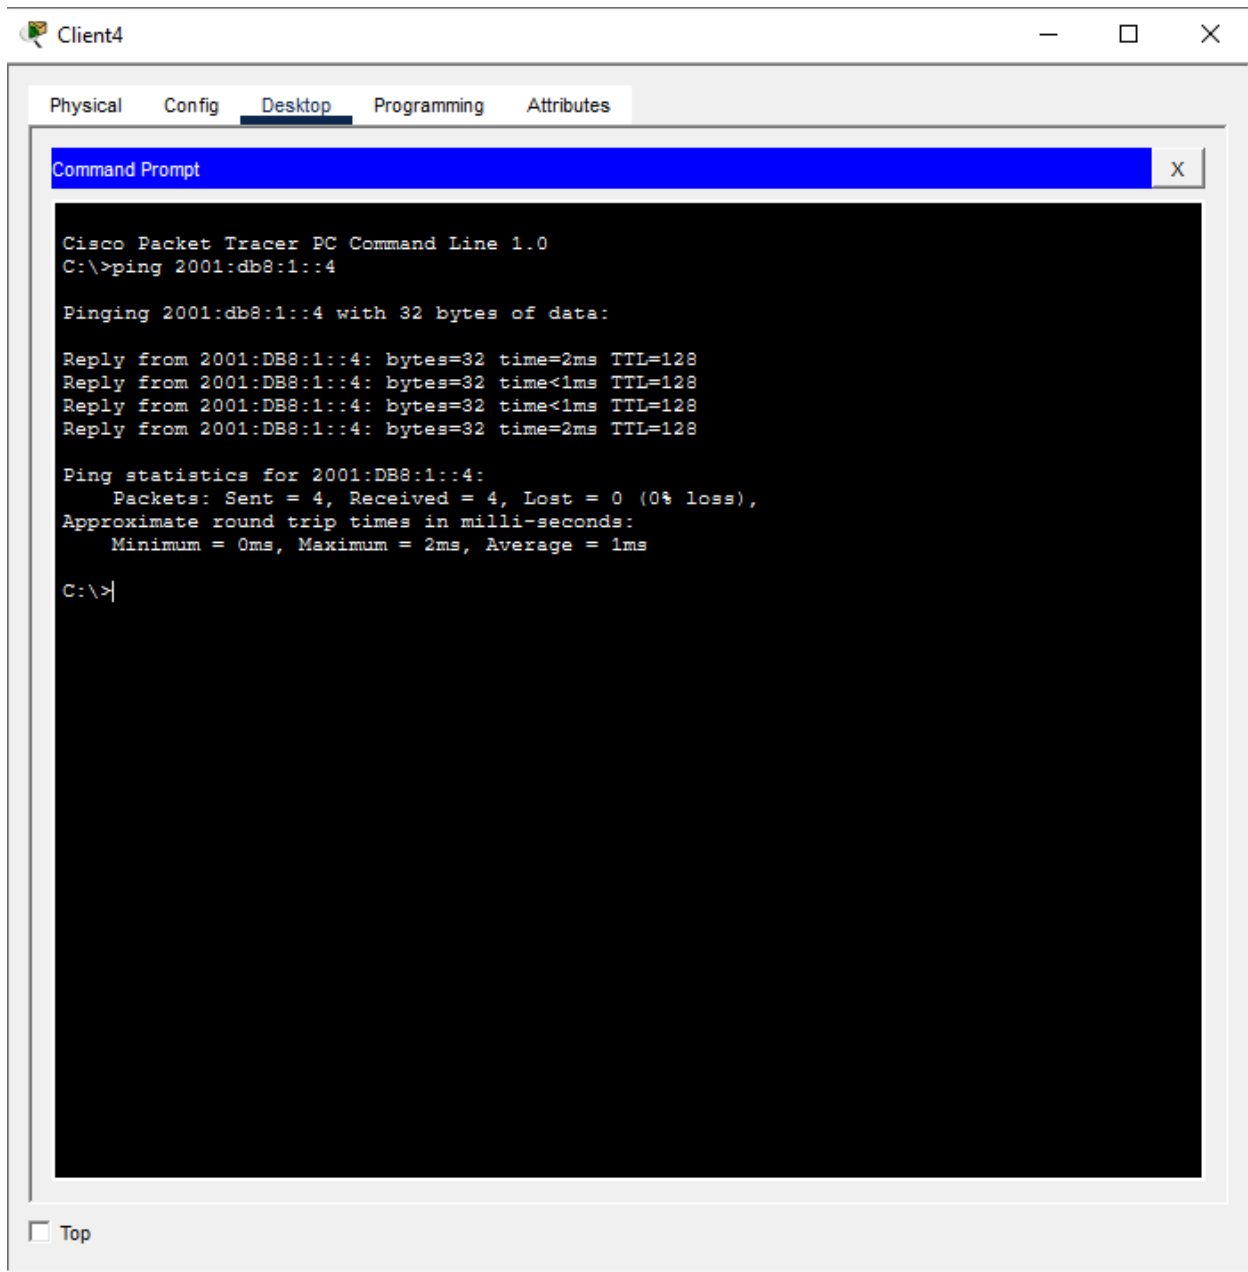 Client4
Physical Config Desktop Programming Attributes
Command Prompt X
Cisco Packet Tracer PC Command Line 1.0
C:\>ping 2001:db8:1::4
Pinging 2001:db8:1::4 with 32 bytes of data:
Reply from 2001:DB8:1::4: bytes=32 time=2ms TTL=128
Reply from 2001:DB8:1::4: bytes=32 time<1ms TTL=128
Reply from 2001:DB8:1::4: bytes=32 time<1ms TTL=128
Reply from 2001:DB8:1::4: bytes=32 time=2ms TTL=128
Ping statistics for 2001:DB8:1::4:
Packets: Sent = 4, Received = 4, Lost = 0 (0% loss),
Approximate round trip times in milli-seconds:
Minimum = 0ms, Maximum = 2ms, Average = 1ms
C:\>
Top